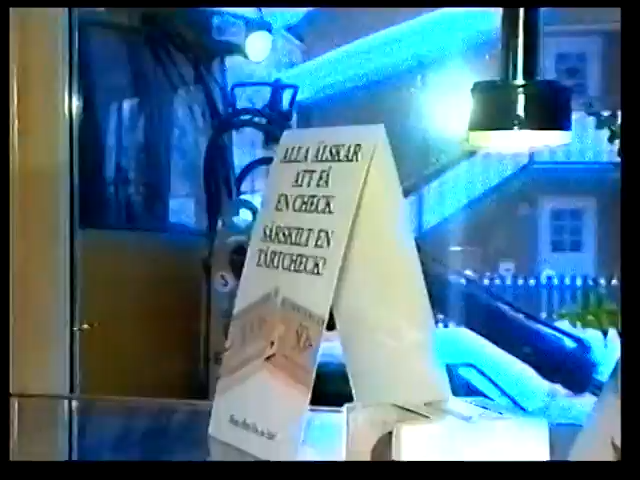 ALLA ÄLSKAR
ATT FÅ
EN CHECK.
SÄRSKILT EN
TÅRTCHECK!